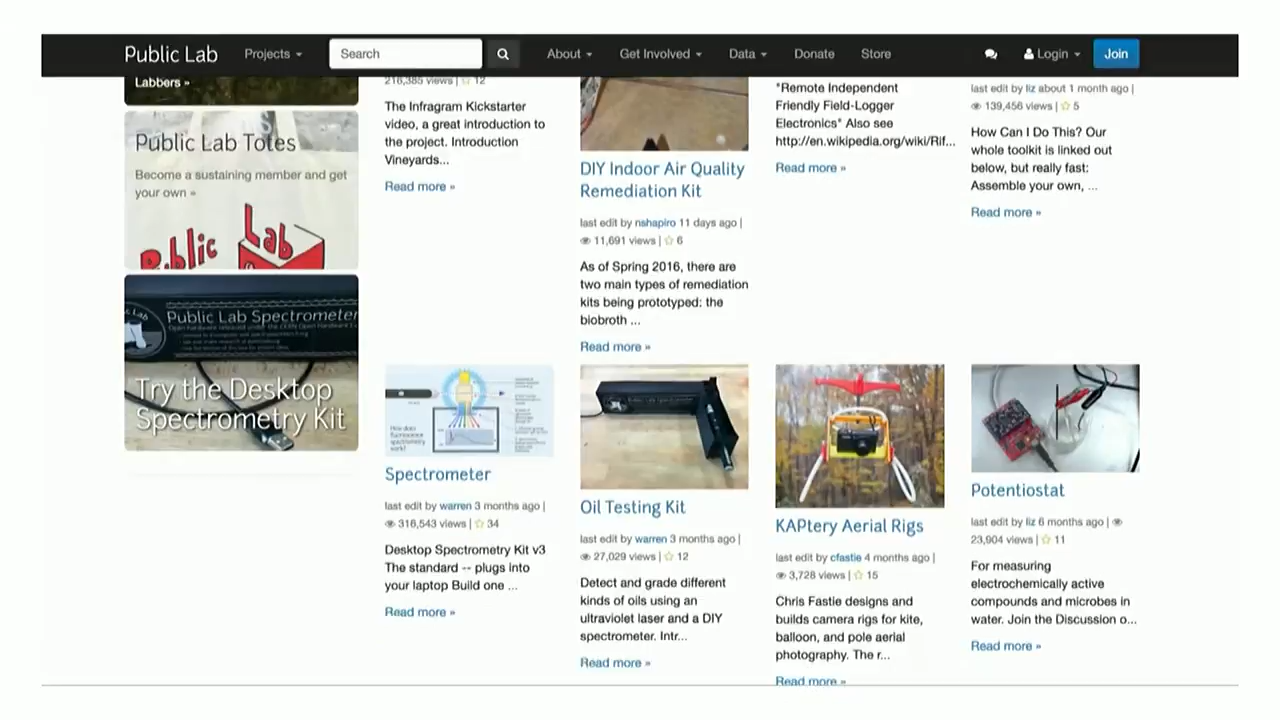 Public Lab
Projects
Search
About
Get Involved
Data
Donate
Store
Login
Join
Labbers »
Public Lab Totes
Become a sustaining member and get
your own »
Public Lab
Public Lab Spectrometer
Try the Desktop
Spectrometry Kit
216,385 views | 12
The Infragram Kickstarter
video, a great introduction to
the project. Introduction
Vineyards...
Read more »
DIY Indoor Air Quality
Remediation Kit
last edit by nshapiro 11 days ago |
11,691 views | 6
As of Spring 2016, there are
two main types of remediation
kits being prototyped: the
biobroth ...
Read more »
"Remote Independent
Friendly Field-Logger
Electronics" Also see
http://en.wikipedia.org/wiki/Rif...
Read more »
last edit by liz about 1 month ago |
139,456 views | 5
How Can I Do This? Our
whole toolkit is linked out
below, but really fast:
Assemble your own, ...
Read more »
Spectrometer
last edit by warren 3 months ago |
316,543 views | 34
Desktop Spectrometry Kit v3
The standard -- plugs into
your laptop Build one ...
Read more »
Oil Testing Kit
last edit by warren 3 months ago |
27,029 views | 12
Detect and grade different
kinds of oils using an
ultraviolet laser and a DIY
spectrometer. Intr...
Read more »
KAPtery Aerial Rigs
last edit by cfastie 4 months ago |
3,728 views | 15
Chris Fastie designs and
builds camera rigs for kite,
balloon, and pole aerial
photography. The r...
Read more »
Potentiostat
last edit by liz 6 months ago |
23,904 views | 11
For measuring
electrochemically active
compounds and microbes in
water. Join the Discussion o...
Read more »